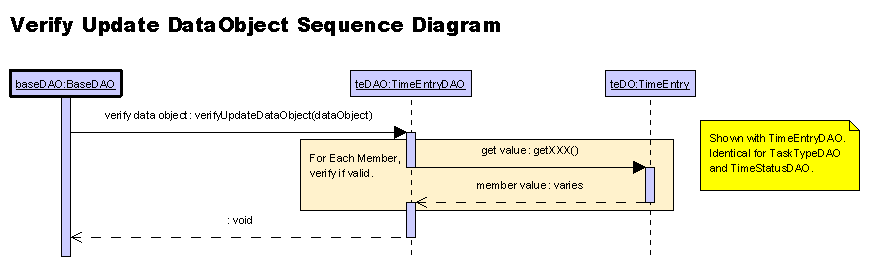 Verify Update DataObject Sequence Diagram
baseDAO:BaseDAO
teDAO:TimeEntryDAO
teDO:TimeEntry
verify data object : verifyUpdateDataObject(dataObject)
For Each Member,
verify if valid.
get value : getXXX()
member value : varies
: void
Shown with TimeEntryDAO.
Identical for TaskTypeDAO
and TimeStatusDAO.